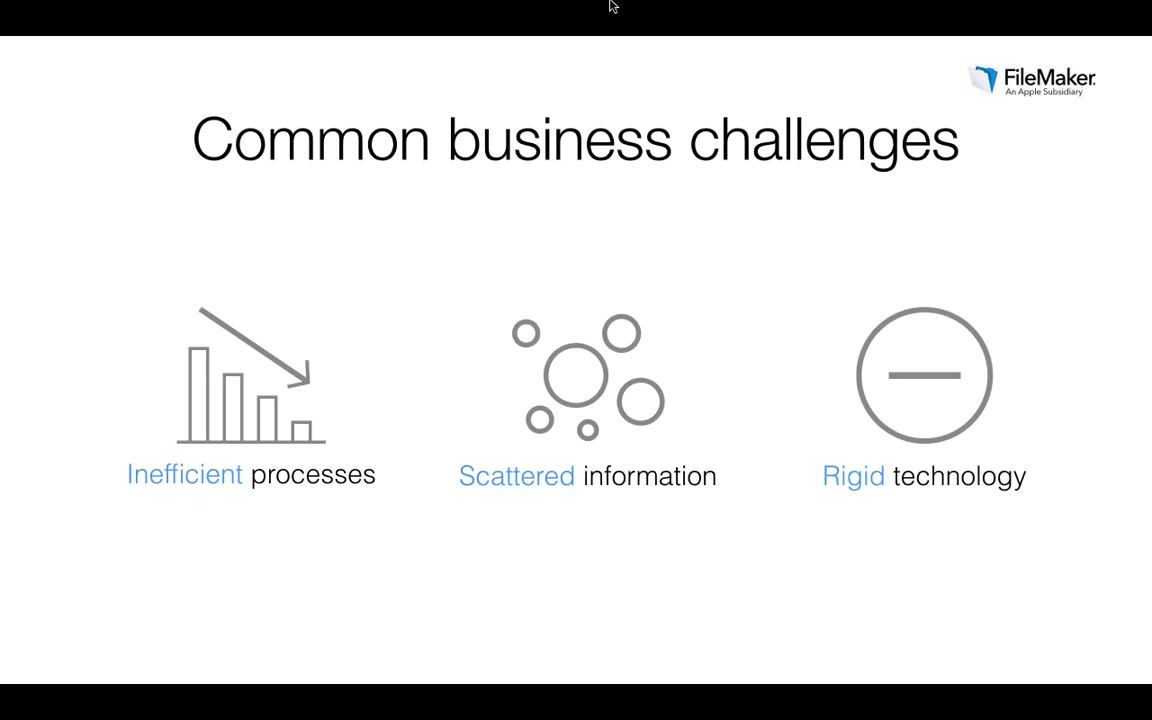 FileMaker.
An Apple Subsidiary
Common business challenges
Inefficient processes
Scattered information
Rigid technology